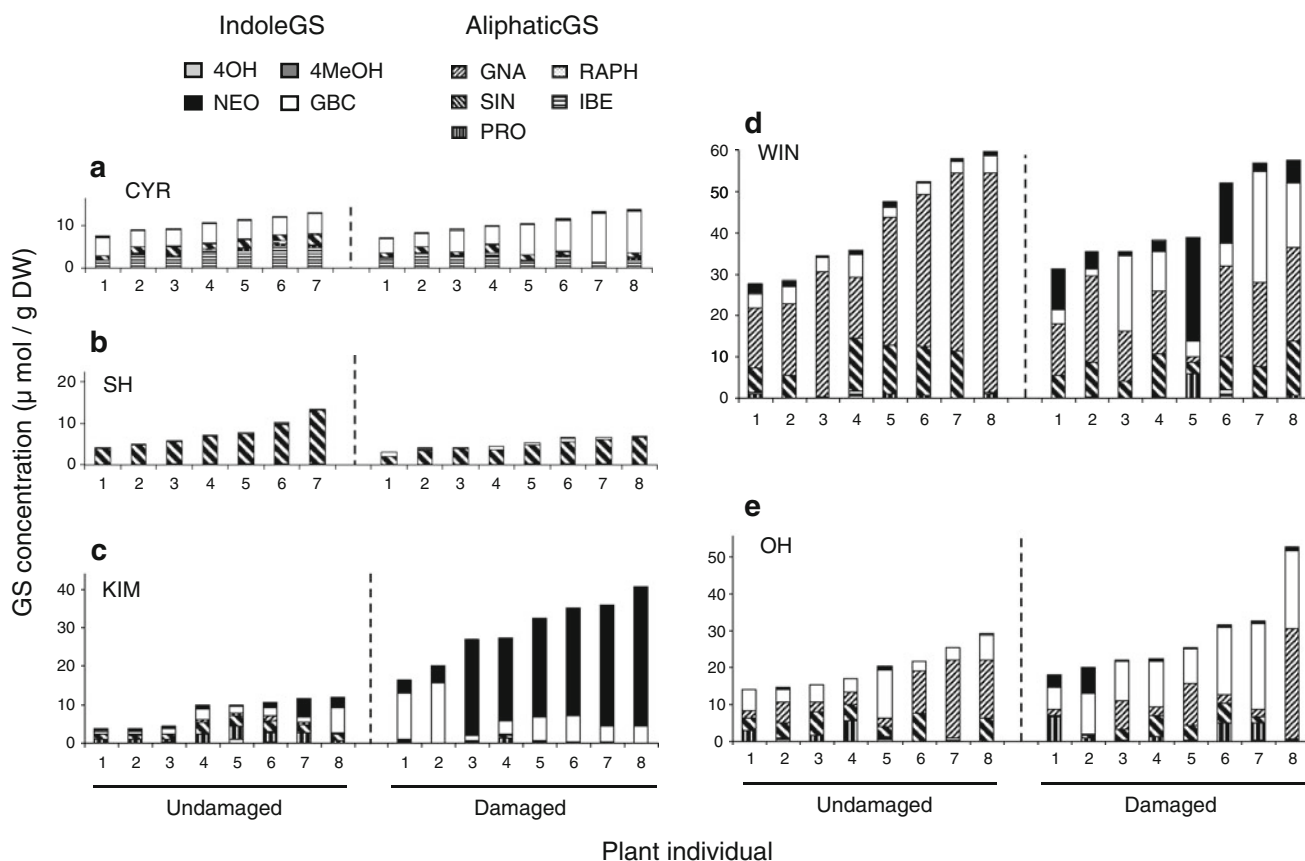 IndoleGS AliphaticGS
4OH 4MeOH GNA RAPH
NEO GBC SIN IBE
PRO
a
CYR
10
0
1 2 3 4 5 6 7 1 2 3 4 5 6 7 8
b
SH
20
10
0
1 2 3 4 5 6 7 1 2 3 4 5 6 7 8
c
KIM
40
30
20
10
0
1 2 3 4 5 6 7 8 1 2 3 4 5 6 7 8
Undamaged Damaged
d
WIN
60
50
40
30
20
10
0
1 2 3 4 5 6 7 8 1 2 3 4 5 6 7 8
e
OH
50
40
30
20
10
0
1 2 3 4 5 6 7 8 1 2 3 4 5 6 7 8
Undamaged Damaged
GS concentration (μ mol / g DW)
Plant individual